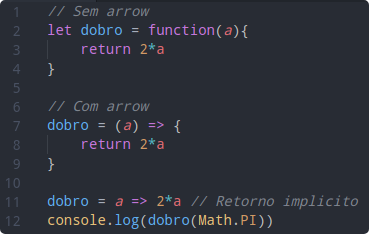 1 // Sem arrow
2 let dobro = function(a){
3     return 2*a
4 }
5
6 // Com arrow
7 dobro = (a) => {
8     return 2*a
9 }
10
11 dobro = a => 2*a // Retorno implicito
12 console.log(dobro(Math.PI))